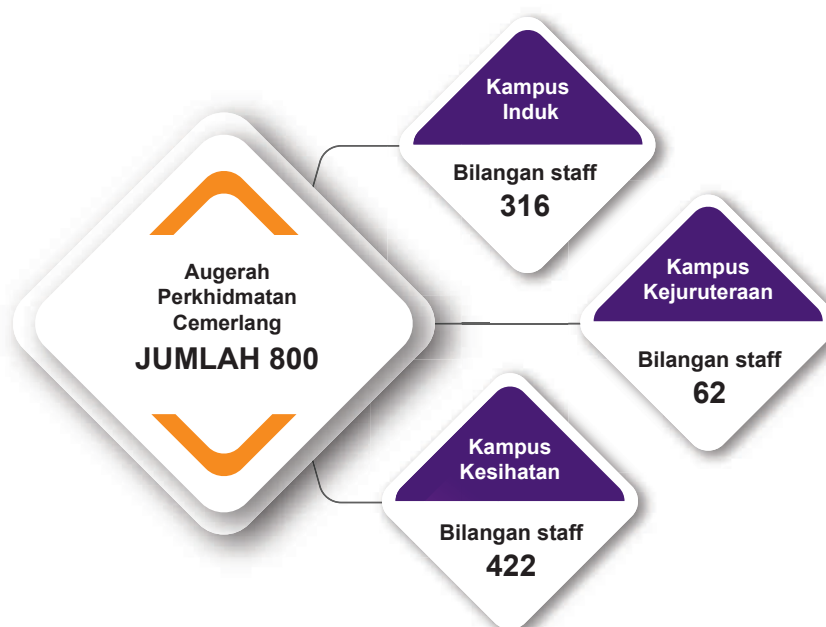 Augerah
Perkhidmatan
Cemerlang
JUMLAH 800
Kampus
Induk
Bilangan staff
316
Kampus
Kejuruteraan
Bilangan staff
62
Kampus
Kesihatan
Bilangan staff
422